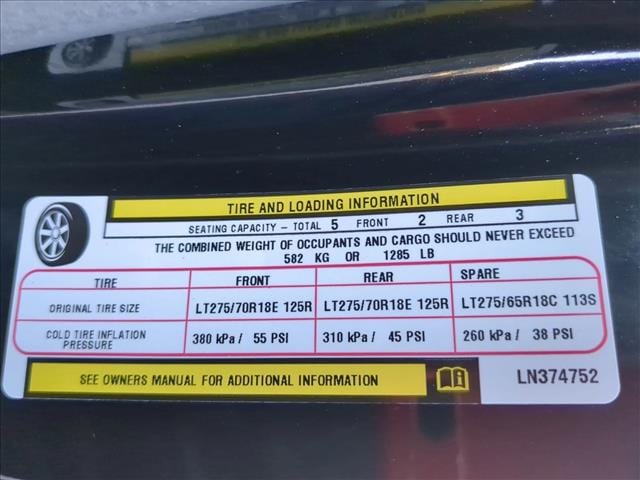 TIRE AND LOADING INFORMATION
SEATING CAPACITY – TOTAL 5 FRONT 2 REAR 3
THE COMBINED WEIGHT OF OCCUPANTS AND CARGO SHOULD NEVER EXCEED
582 KG OR 1285 LB
TIRE FRONT REAR SPARE
ORIGINAL TIRE SIZE LT275/70R18E 125R LT275/70R18E 125R LT275/65R18C 113S
COLD TIRE INFLATION PRESSURE 380 kPa / 55 PSI 310 kPa / 45 PSI 260 kPa / 38 PSI
SEE OWNERS MANUAL FOR ADDITIONAL INFORMATION LN374752